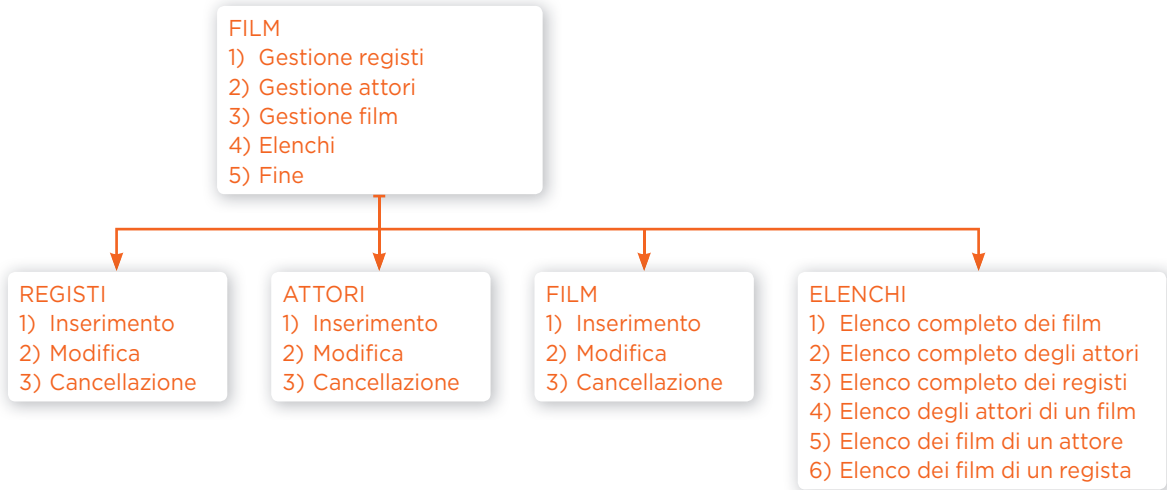 FILM
1) Gestione registi
2) Gestione attori
3) Gestione film
4) Elenchi
5) Fine
REGISTI
1) Inserimento
2) Modifica
3) Cancellazione
ATTORI
1) Inserimento
2) Modifica
3) Cancellazione
FILM
1) Inserimento
2) Modifica
3) Cancellazione
ELENCHI
1) Elenco completo dei film
2) Elenco completo degli attori
3) Elenco completo dei registi
4) Elenco degli attori di un film
5) Elenco dei film di un attore
6) Elenco dei film di un regista